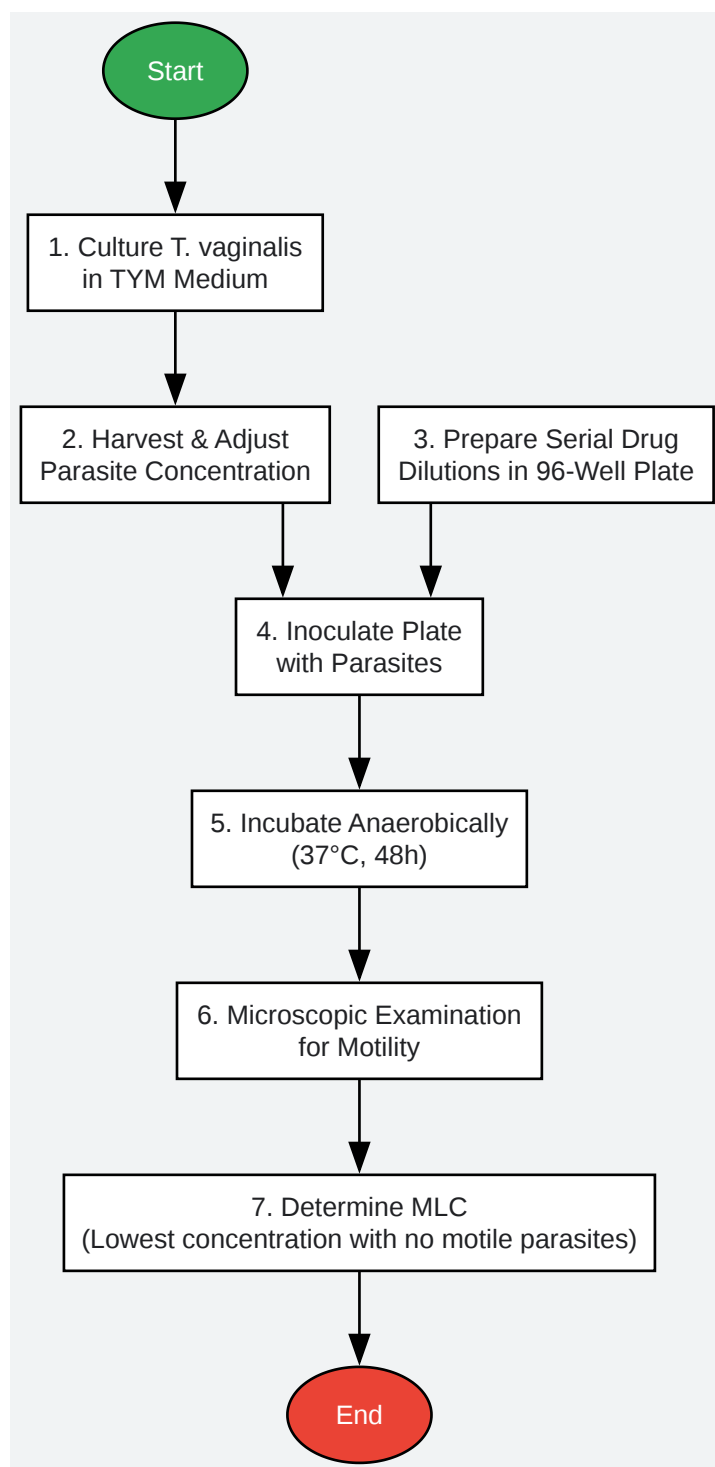 Start
1. Culture T. vaginalis
in TYM Medium
2. Harvest & Adjust
Parasite Concentration
3. Prepare Serial Drug
Dilutions in 96-Well Plate
4. Inoculate Plate
with Parasites
5. Incubate Anaerobically
(37°C, 48h)
6. Microscopic Examination
for Motility
7. Determine MLC
(Lowest concentration with no motile parasites)
End